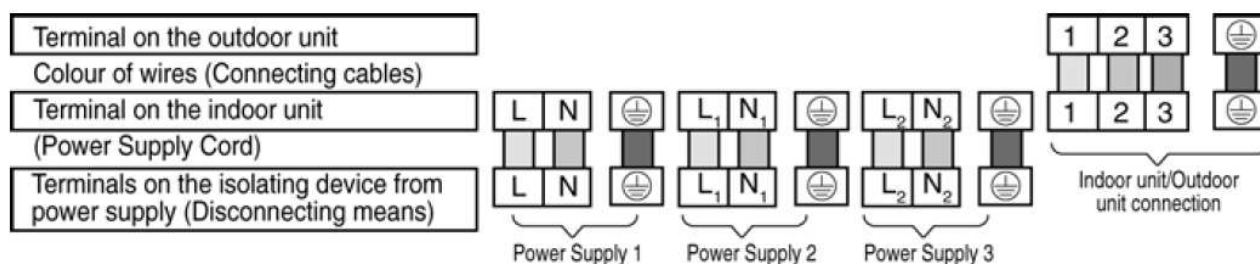 Terminal on the outdoor unit
1 2 3
Colour of wires (Connecting cables)
Terminal on the indoor unit
L N L₁ N₁ L₂ N₂ 1 2 3
(Power Supply Cord)
Terminals on the isolating device from
power supply (Disconnecting means)
L N L₁ N₁ L₂ N₂
Indoor unit/Outdoor
unit connection
Power Supply 1 Power Supply 2 Power Supply 3